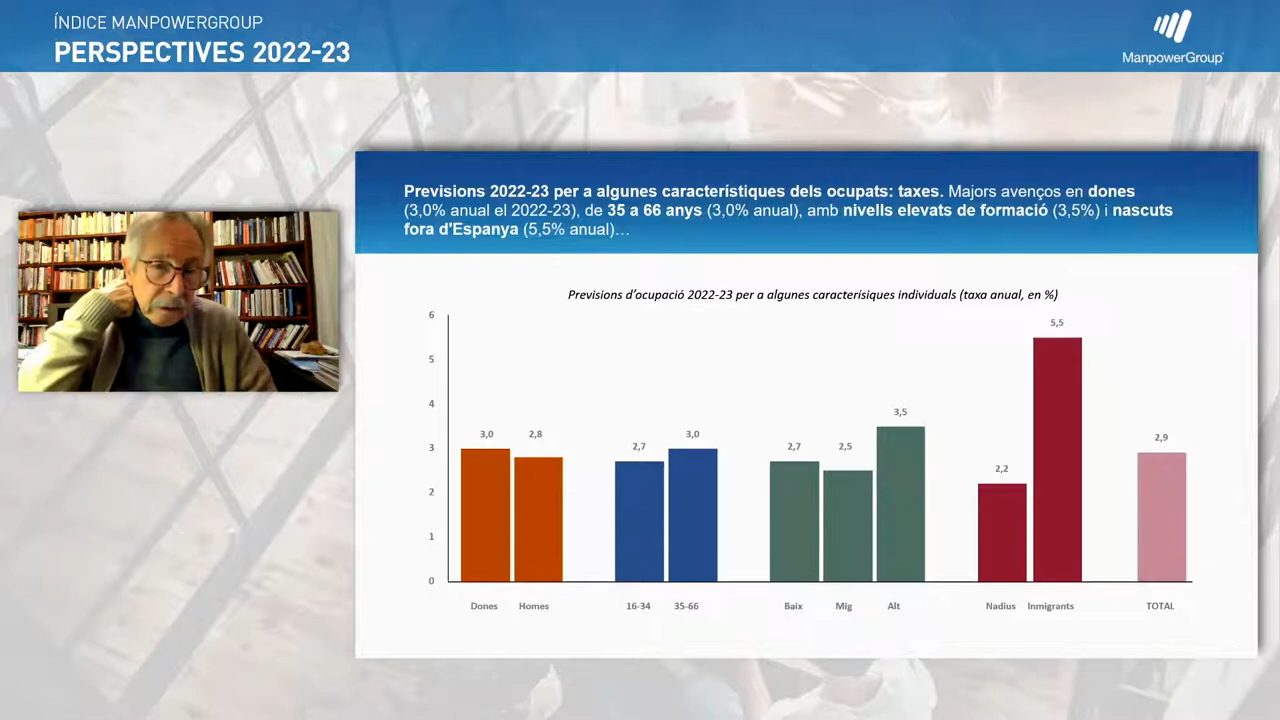 ÍNDICE MANPOWERGROUP
PERSPECTIVES 2022-23
ManpowerGroup
Previsions 2022-23 per a algunes característiques dels ocupats: taxes. Majors avenços en dones
(3,0% anual el 2022-23), de 35 a 66 anys (3,0% anual), amb nivells elevats de formació (3,5%) i nascuts
fora d'Espanya (5,5% anual)…
Previsions d'ocupació 2022-23 per a algunes caracterísiques individuals (taxa anual, en %)
6
5
4
3
2
1
0
3,0
2,8
2,7
3,0
2,7
2,5
3,5
2,2
5,5
2,9
Dones
Homes
16-34
35-66
Baix
Mig
Alt
Nadius
Inmigrants
TOTAL